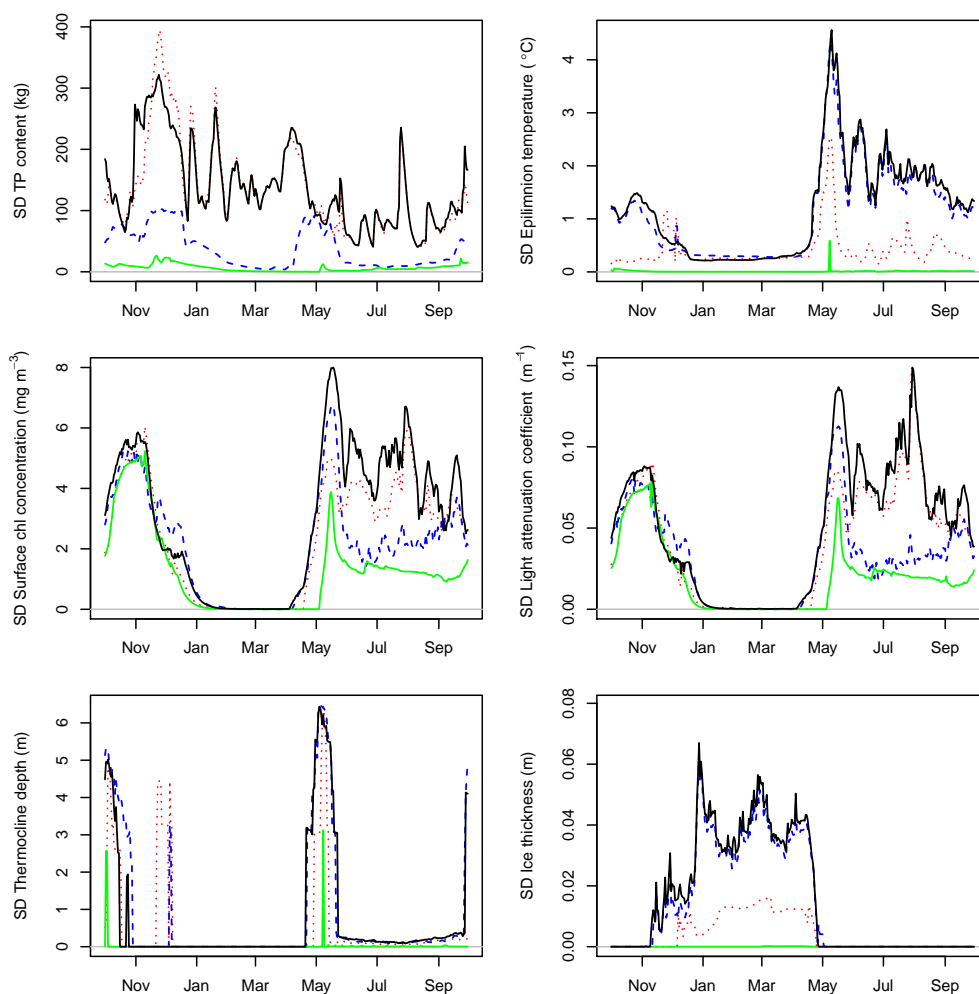 SD TP content (kg)
0 100 200 300 400
Nov Jan Mar May Jul Sep
SD Epilimnion temperature ( °C)
0 1 2 3 4
Nov Jan Mar May Jul Sep
SD Surface chl concentration (mg m−3)
0 2 4 6 8
Nov Jan Mar May Jul Sep
SD Light attenuation coefficient (m−1)
0.00 0.05 0.10 0.15
Nov Jan Mar May Jul Sep
SD Thermocline depth (m)
0 1 2 3 4 5 6
Nov Jan Mar May Jul Sep
SD Ice thickness (m)
0.00 0.02 0.04 0.06 0.08
Nov Jan Mar May Jul Sep